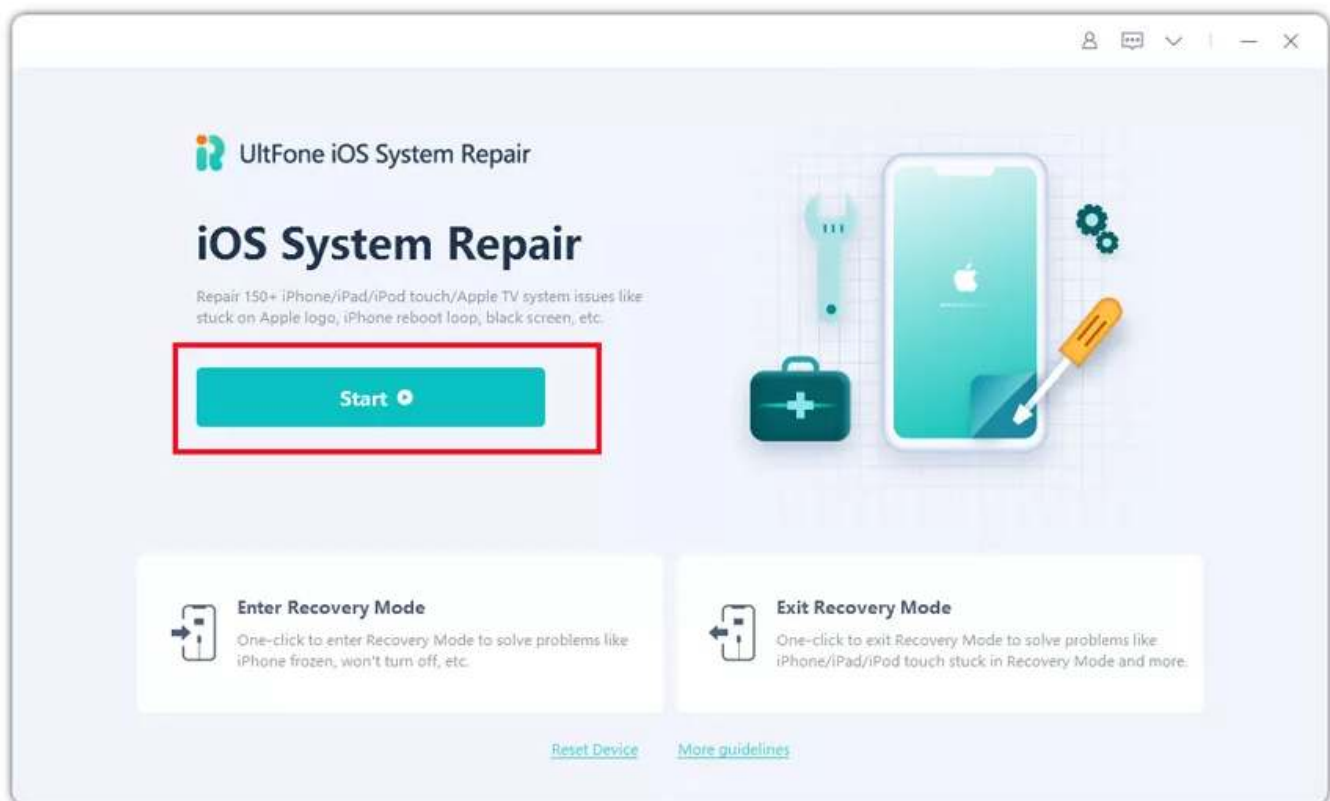 UltFone iOS System Repair
iOS System Repair
Repair 150+ iPhone/iPad/iPod touch/Apple TV system issues like
stuck on Apple logo, iPhone reboot loop, black screen, etc.
Start
Enter Recovery Mode
One-click to enter Recovery Mode to solve problems like
iPhone frozen, won't turn off, etc.
Exit Recovery Mode
One-click to exit Recovery Mode to solve problems like
iPhone/iPad/iPod touch stuck in Recovery Mode and more.
Reset Device
More guidelines